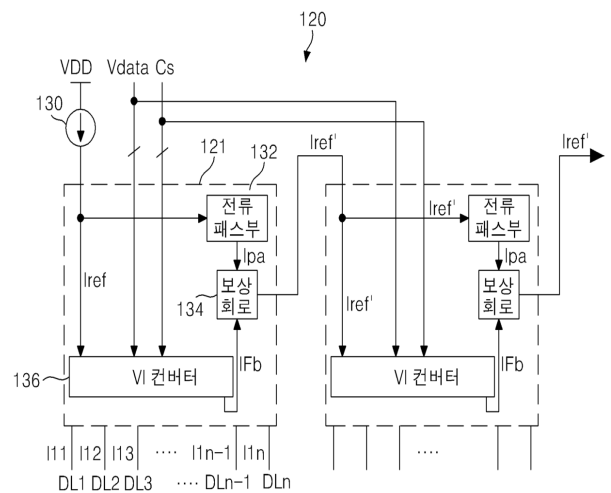 120
VDD Vdata Cs
130
121
132
Iref'
Iref'
전류
패스부
Iref'
전류
패스부
Iref
Ipa
Ipa
134
보상
회로
Iref'
보상
회로
IFb
IFb
136
VI 컨버터
VI 컨버터
I11 I12 I13 ···· I1n-1 I1n
····
DL1 DL2 DL3 ···· DLn-1 DLn